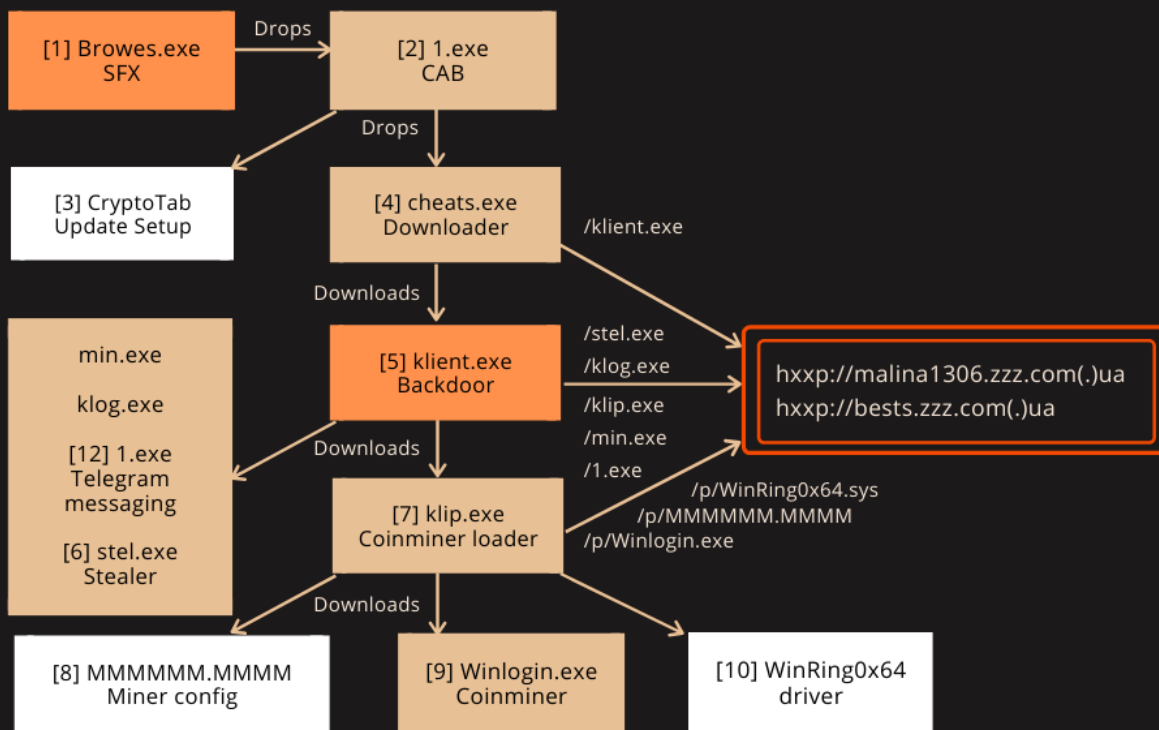 [1] Browes.exe
SFX
Drops
[2] 1.exe
CAB
Drops
[3] CryptoTab
Update Setup
[4] cheats.exe
Downloader
/klient.exe
Downloads
min.exe
klog.exe
[12] 1.exe
Telegram
messaging
[6] stel.exe
Stealer
[5] klient.exe
Backdoor
/stel.exe
/klog.exe
/klip.exe
/min.exe
/1.exe
hxxp://malina1306.zzz.com(.)ua
hxxp://bests.zzz.com(.)ua
Downloads
[7] klip.exe
Coinminer loader
/p/WinRing0x64.sys
/p/MMMMMM.MMMM
/p/Winlogin.exe
Downloads
[8] MMMMMM.MMMM
Miner config
[9] Winlogin.exe
Coinminer
[10] WinRing0x64
driver